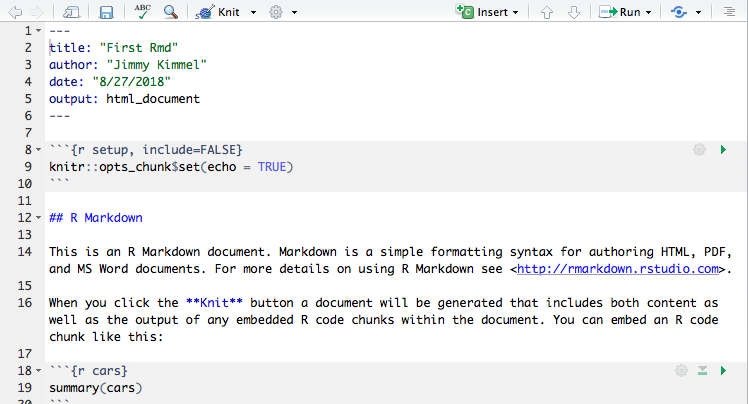 ABC Knit Insert Run
1 ---
2 title: "First Rmd"
3 author: "Jimmy Kimmel"
4 date: "8/27/2018"
5 output: html_document
6 ---
7
8 ```{r setup, include=FALSE}
9 knitr::opts_chunk$set(echo = TRUE)
10 ```
11
12 ## R Markdown
13
14 This is an R Markdown document. Markdown is a simple formatting syntax for authoring HTML, PDF,
and MS Word documents. For more details on using R Markdown see <http://rmarkdown.rstudio.com>.
15
16 When you click the **Knit** button a document will be generated that includes both content as
well as the output of any embedded R code chunks within the document. You can embed an R code
chunk like this:
17
18 ```{r cars}
19 summary(cars)
20 ```